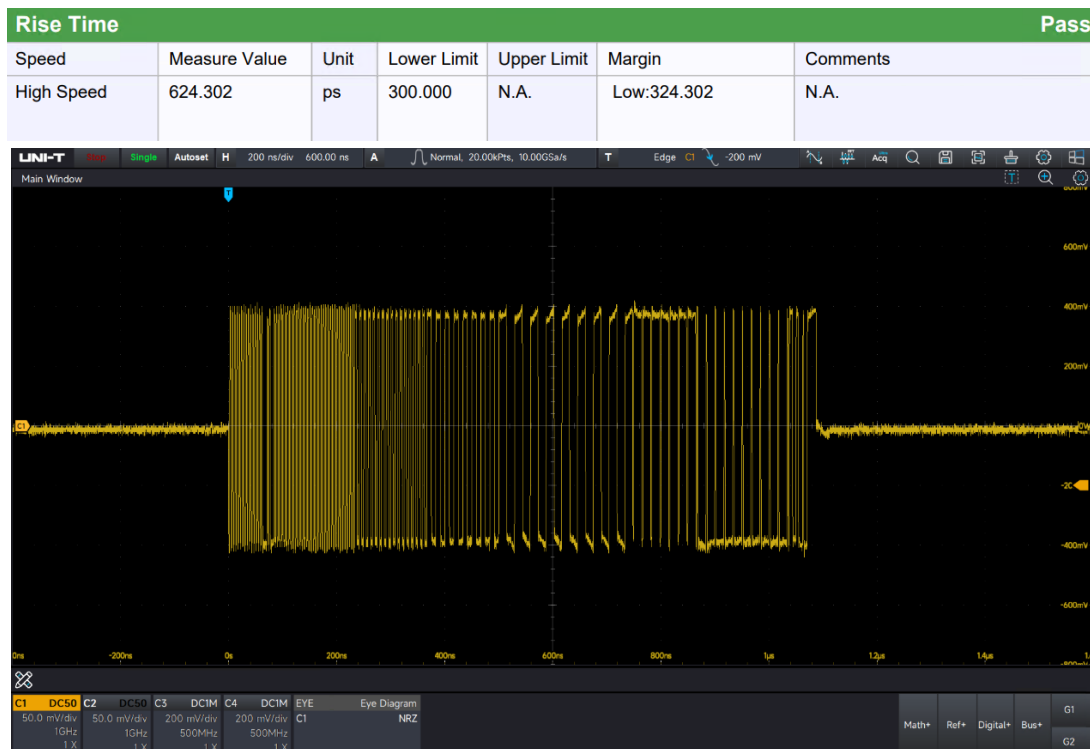 Rise Time Pass
Speed Measure Value Unit Lower Limit Upper Limit Margin Comments
High Speed 624.302 ps 300.000 N.A. Low:324.302 N.A.
UNI-T Stop Single Autoset H 200 ns/div 600.00 ns A Normal, 20.00kPts, 10.00GSa/s T Edge C1 -200 mV Acq
Main Window
T
600mV
400mV
200mV
C1
-400mV
-600mV
-200ns 0s 200ns 400ns 600ns 800ns 1µs 1.2µs 1.4µs
C1 DC50 C2 DC50 C3 DC1M C4 DC1M EYE Eye Diagram
50.0 mV/div 50.0 mV/div 200 mV/div 200 mV/div C1 NRZ
1GHz 1GHz 500MHz 500MHz
1 X 1 X 1 X 1 X
Math+ Ref+ Digital+ Bus+
G1
G2